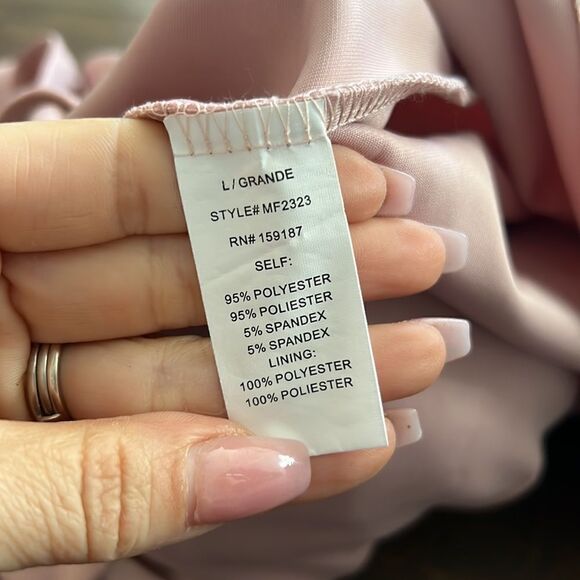 L / GRANDE
STYLE# MF2323
RN# 159187
SELF:
95% POLYESTER
95% POLIESTER
5% SPANDEX
5% SPANDEX
LINING:
100% POLYESTER
100% POLIESTER